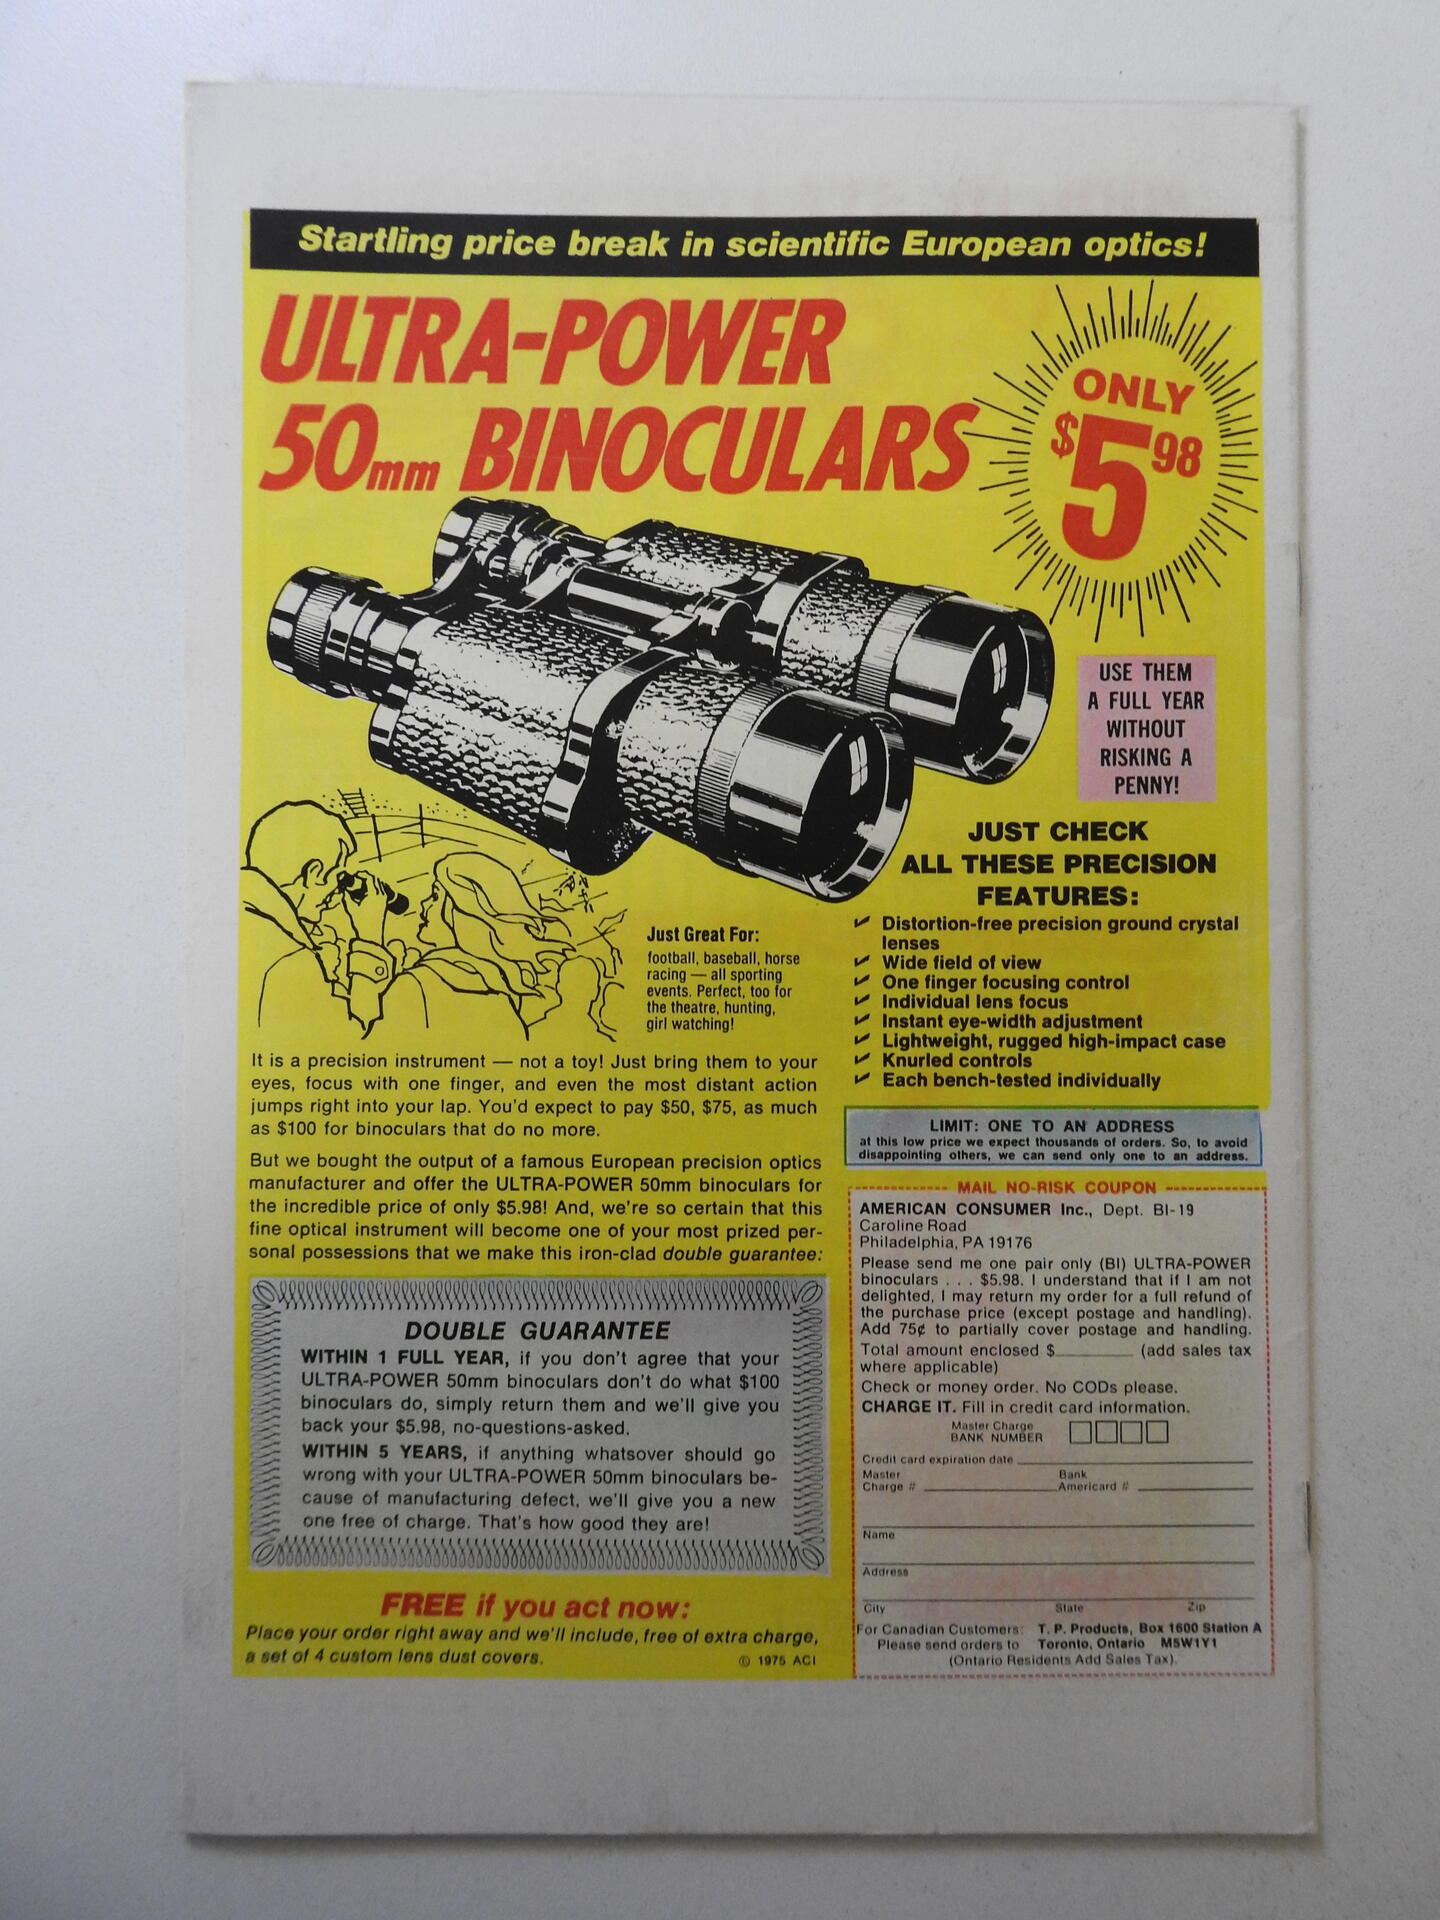 Startling price break in scientific European optics!
ULTRA-POWER
50mm BINOCULARS
ONLY
$5 98
USE THEM
A FULL YEAR
WITHOUT
RISKING A
PENNY!
JUST CHECK
ALL THESE PRECISION
FEATURES:
Distortion-free precision ground crystal
lenses
Wide field of view
One finger focusing control
Individual lens focus
Instant eye-width adjustment
Lightweight, rugged high-impact case
Knurled controls
Each bench-tested individually
Just Great For:
football, baseball, horse
racing — all sporting
events. Perfect, too for
the theatre, hunting,
girl watching!
It is a precision instrument — not a toy! Just bring them to your
eyes, focus with one finger, and even the most distant action
jumps right into your lap. You'd expect to pay $50, $75, as much
as $100 for binoculars that do no more.
But we bought the output of a famous European precision optics
manufacturer and offer the ULTRA-POWER 50mm binoculars for
the incredible price of only $5.98! And, we're so certain that this
fine optical instrument will become one of your most prized per-
sonal possessions that we make this iron-clad double guarantee:
DOUBLE GUARANTEE
WITHIN 1 FULL YEAR, if you don't agree that your
ULTRA-POWER 50mm binoculars don't do what $100
binoculars do, simply return them and we'll give you
back your $5.98, no-questions-asked.
WITHIN 5 YEARS, if anything whatsover should go
wrong with your ULTRA-POWER 50mm binoculars be-
cause of manufacturing defect, we'll give you a new
one free of charge. That's how good they are!
FREE if you act now:
Place your order right away and we'll include, free of extra charge,
a set of 4 custom lens dust covers.
© 1975 ACI
LIMIT: ONE TO AN ADDRESS
at this low price we expect thousands of orders. So, to avoid
disappointing others, we can send only one to an address.
MAIL NO-RISK COUPON
AMERICAN CONSUMER Inc., Dept. BI-19
Caroline Road
Philadelphia, PA 19176
Please send me one pair only (BI) ULTRA-POWER
binoculars . . . $5.98. I understand that if I am not
delighted, I may return my order for a full refund of
the purchase price (except postage and handling).
Add 75¢ to partially cover postage and handling.
Total amount enclosed $________ (add sales tax
where applicable)
Check or money order. No CODs please.
CHARGE IT. Fill in credit card information.
Master Charge
BANK NUMBER
Credit card expiration date
Master Bank
Charge # Americard #
Name
Address
City State Zip
For Canadian Customers: T. P. Products, Box 1600 Station A
Please send orders to Toronto, Ontario M5W1Y1
(Ontario Residents Add Sales Tax).